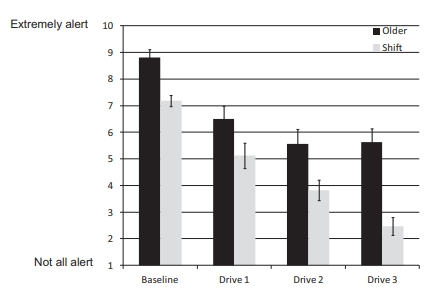 Extremely alert
10
9
8
7
6
5
4
3
2
1
Not all alert
Older
Shift
Baseline
Drive 1
Drive 2
Drive 3